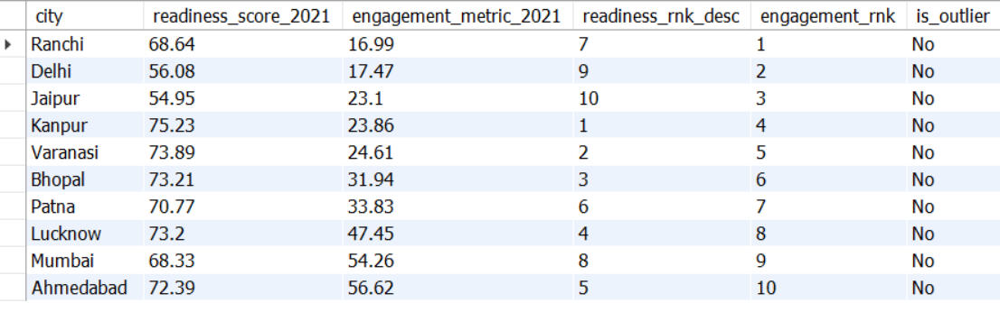 city readiness_score_2021 engagement_metric_2021 readiness_rnk_desc engagement_rnk is_outlier
Ranchi 68.64 16.99 7 1 No
Delhi 56.08 17.47 9 2 No
Jaipur 54.95 23.1 10 3 No
Kanpur 75.23 23.86 1 4 No
Varanasi 73.89 24.61 2 5 No
Bhopal 73.21 31.94 3 6 No
Patna 70.77 33.83 6 7 No
Lucknow 73.2 47.45 4 8 No
Mumbai 68.33 54.26 8 9 No
Ahmedabad 72.39 56.62 5 10 No